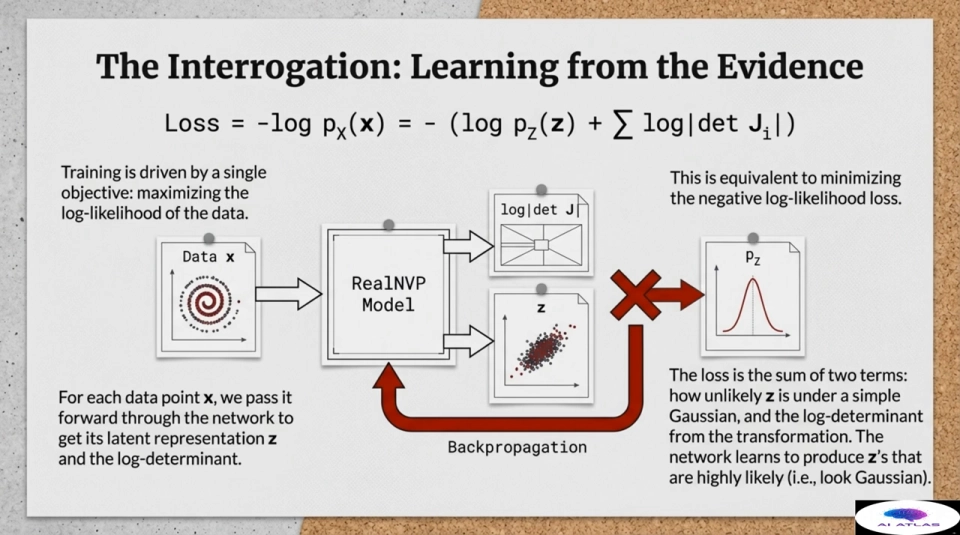 The Interrogation: Learning from the Evidence
Loss = -log p_X(x) = - (log p_Z(z) + ∑ log|det J_i|)
Training is driven by a single
objective: maximizing the
log-likelihood of the data.
This is equivalent to minimizing
the negative log-likelihood loss.
Data x
RealNVP
Model
log|det J|
z
p_Z
Backpropagation
For each data point x, we pass it
forward through the network to
get its latent representation z
and the log-determinant.
The loss is the sum of two terms:
how unlikely z is under a simple
Gaussian, and the log-determinant
from the transformation. The
network learns to produce z's that
are highly likely (i.e., look Gaussian).
AI ATLAS